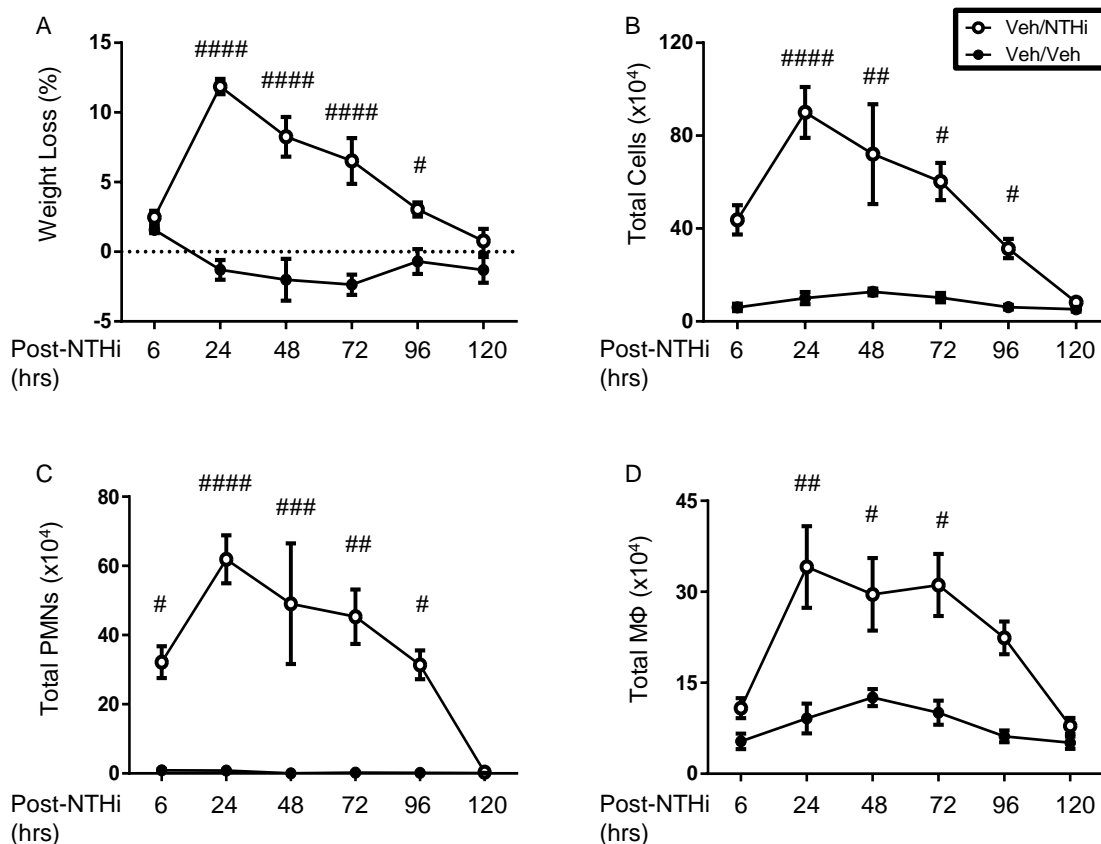 A
Weight Loss (%)
15
10
5
0
-5
####
####
####
#
Post-NTHi
(hrs)
6 24 48 72 96 120
B
Total Cells (x10⁴)
120
80
40
0
####
##
#
#
Veh/NTHi
Veh/Veh
Post-NTHi
(hrs)
6 24 48 72 96 120
C
Total PMNs (x10⁴)
80
60
40
20
0
#
####
###
##
#
Post-NTHi
(hrs)
6 24 48 72 96 120
D
Total MΦ (x10⁴)
45
30
15
0
##
#
#
Post-NTHi
(hrs)
6 24 48 72 96 120